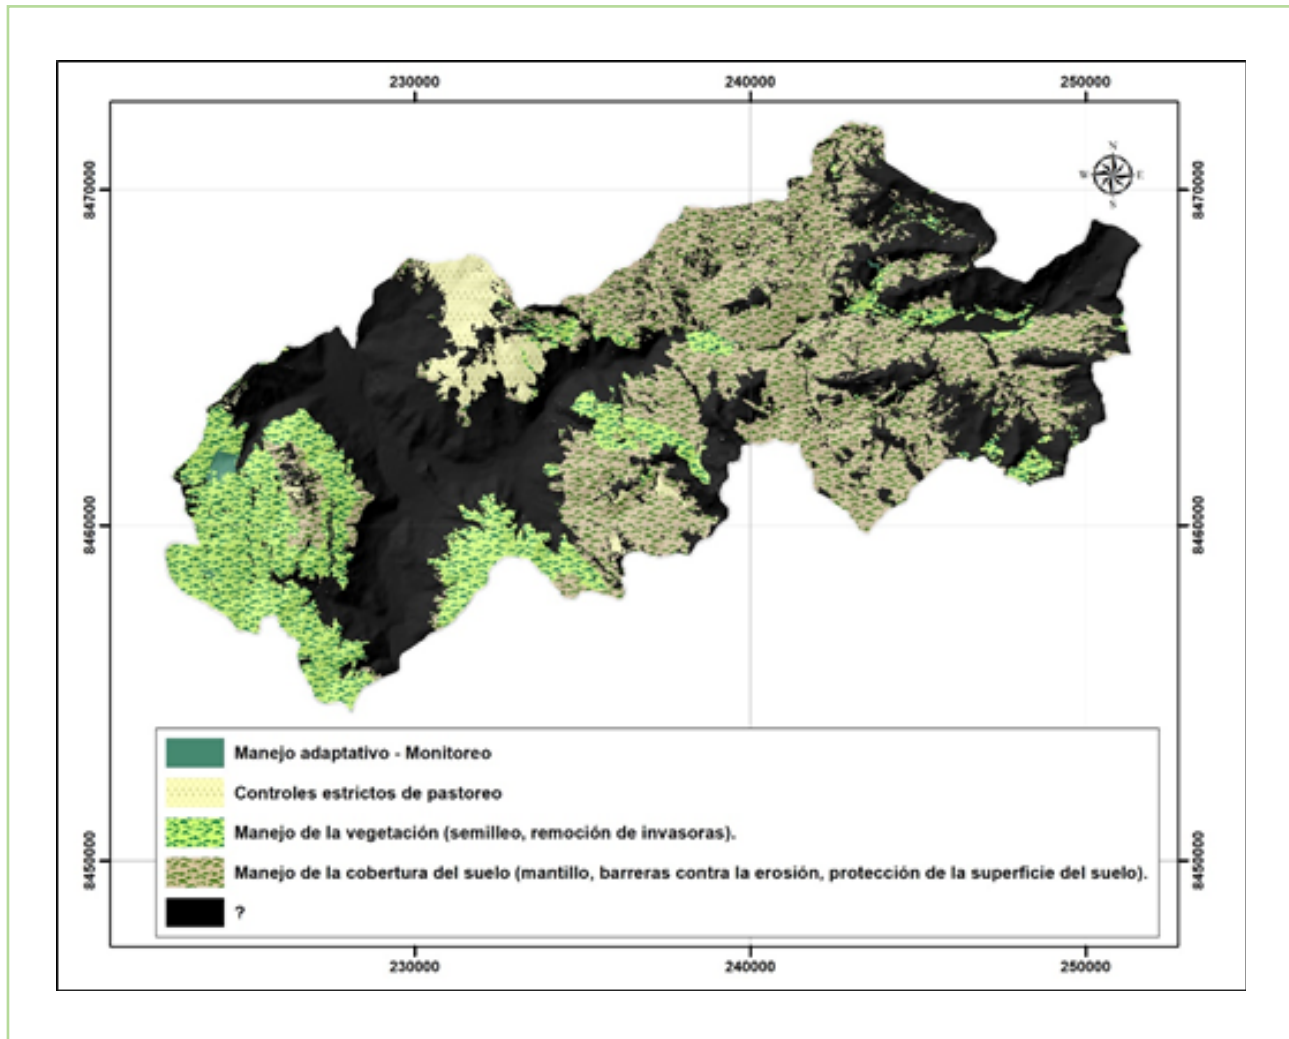 230000
240000
250000
8470000
8470000
N
W
E
S
8460000
8460000
8450000
8450000
Manejo adaptativo - Monitoreo
Controles estrictos de pastoreo
Manejo de la vegetación (semilleo, remoción de invasoras).
Manejo de la cobertura del suelo (mantillo, barreras contra la erosión, protección de la superficie del suelo).
?
230000
240000
250000